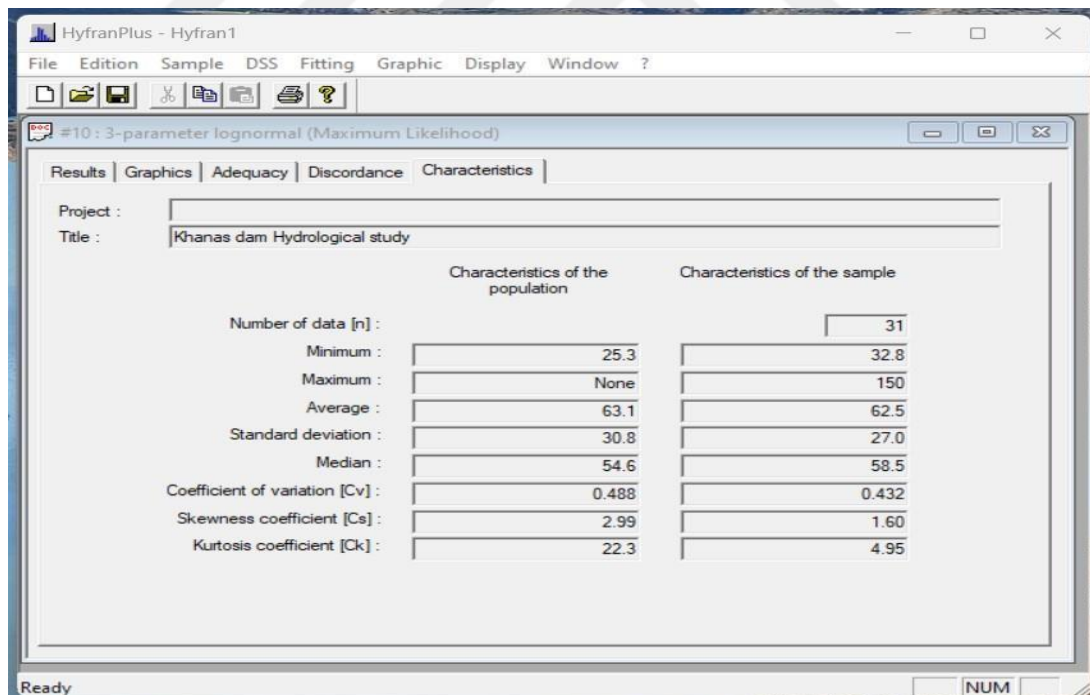 HyfranPlus - Hyfran1
File Edition Sample DSS Fitting Graphic Display Window ?
#10 : 3-parameter lognormal (Maximum Likelihood)
Results Graphics Adequacy Discordance Characteristics
Project :
Title : Khanas dam Hydrological study
Characteristics of the population Characteristics of the sample
Number of data [n] : 31
Minimum : 25.3 32.8
Maximum : None 150
Average : 63.1 62.5
Standard deviation : 30.8 27.0
Median : 54.6 58.5
Coefficient of variation [Cv] : 0.488 0.432
Skewness coefficient [Cs] : 2.99 1.60
Kurtosis coefficient [Ck] : 22.3 4.95
Ready NUM